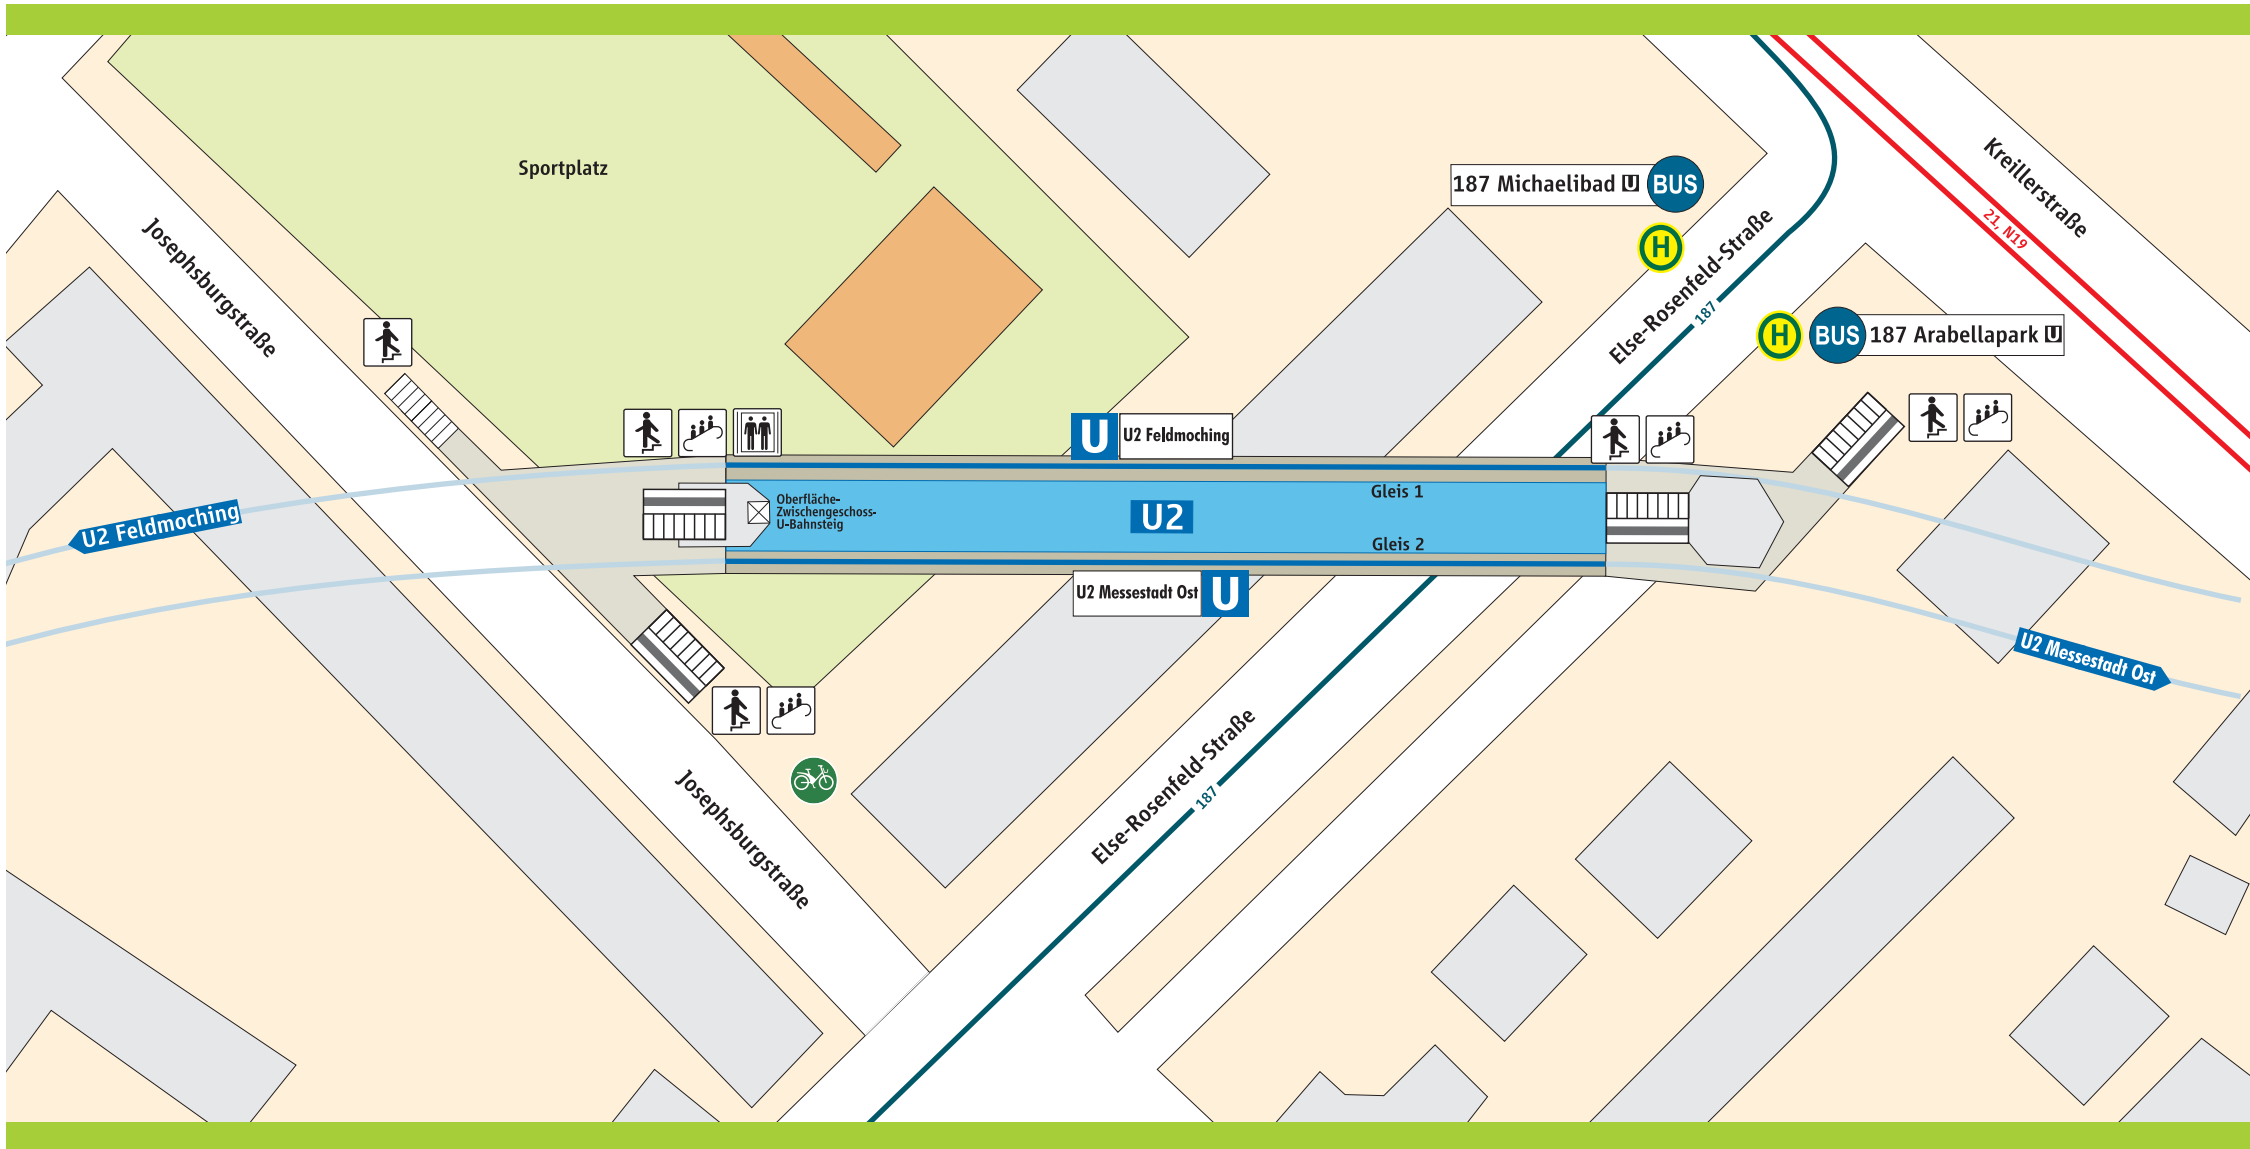 Sportplatz
Kreillerstraße
187 Michaelibad U BUS
H
Else-Rosenfeld-Straße
187
21, N19
Josephsburgstraße
H BUS 187 Arabellapark U
U U2 Feldmoching
Gleis 1
Oberfläche-
Zwischengeschoss-
U-Bahnsteig
U2
U2 Feldmoching
Gleis 2
U2 Messestadt Ost U
U2 Messestadt Ost
Else-Rosenfeld-Straße
187
Josephsburgstraße